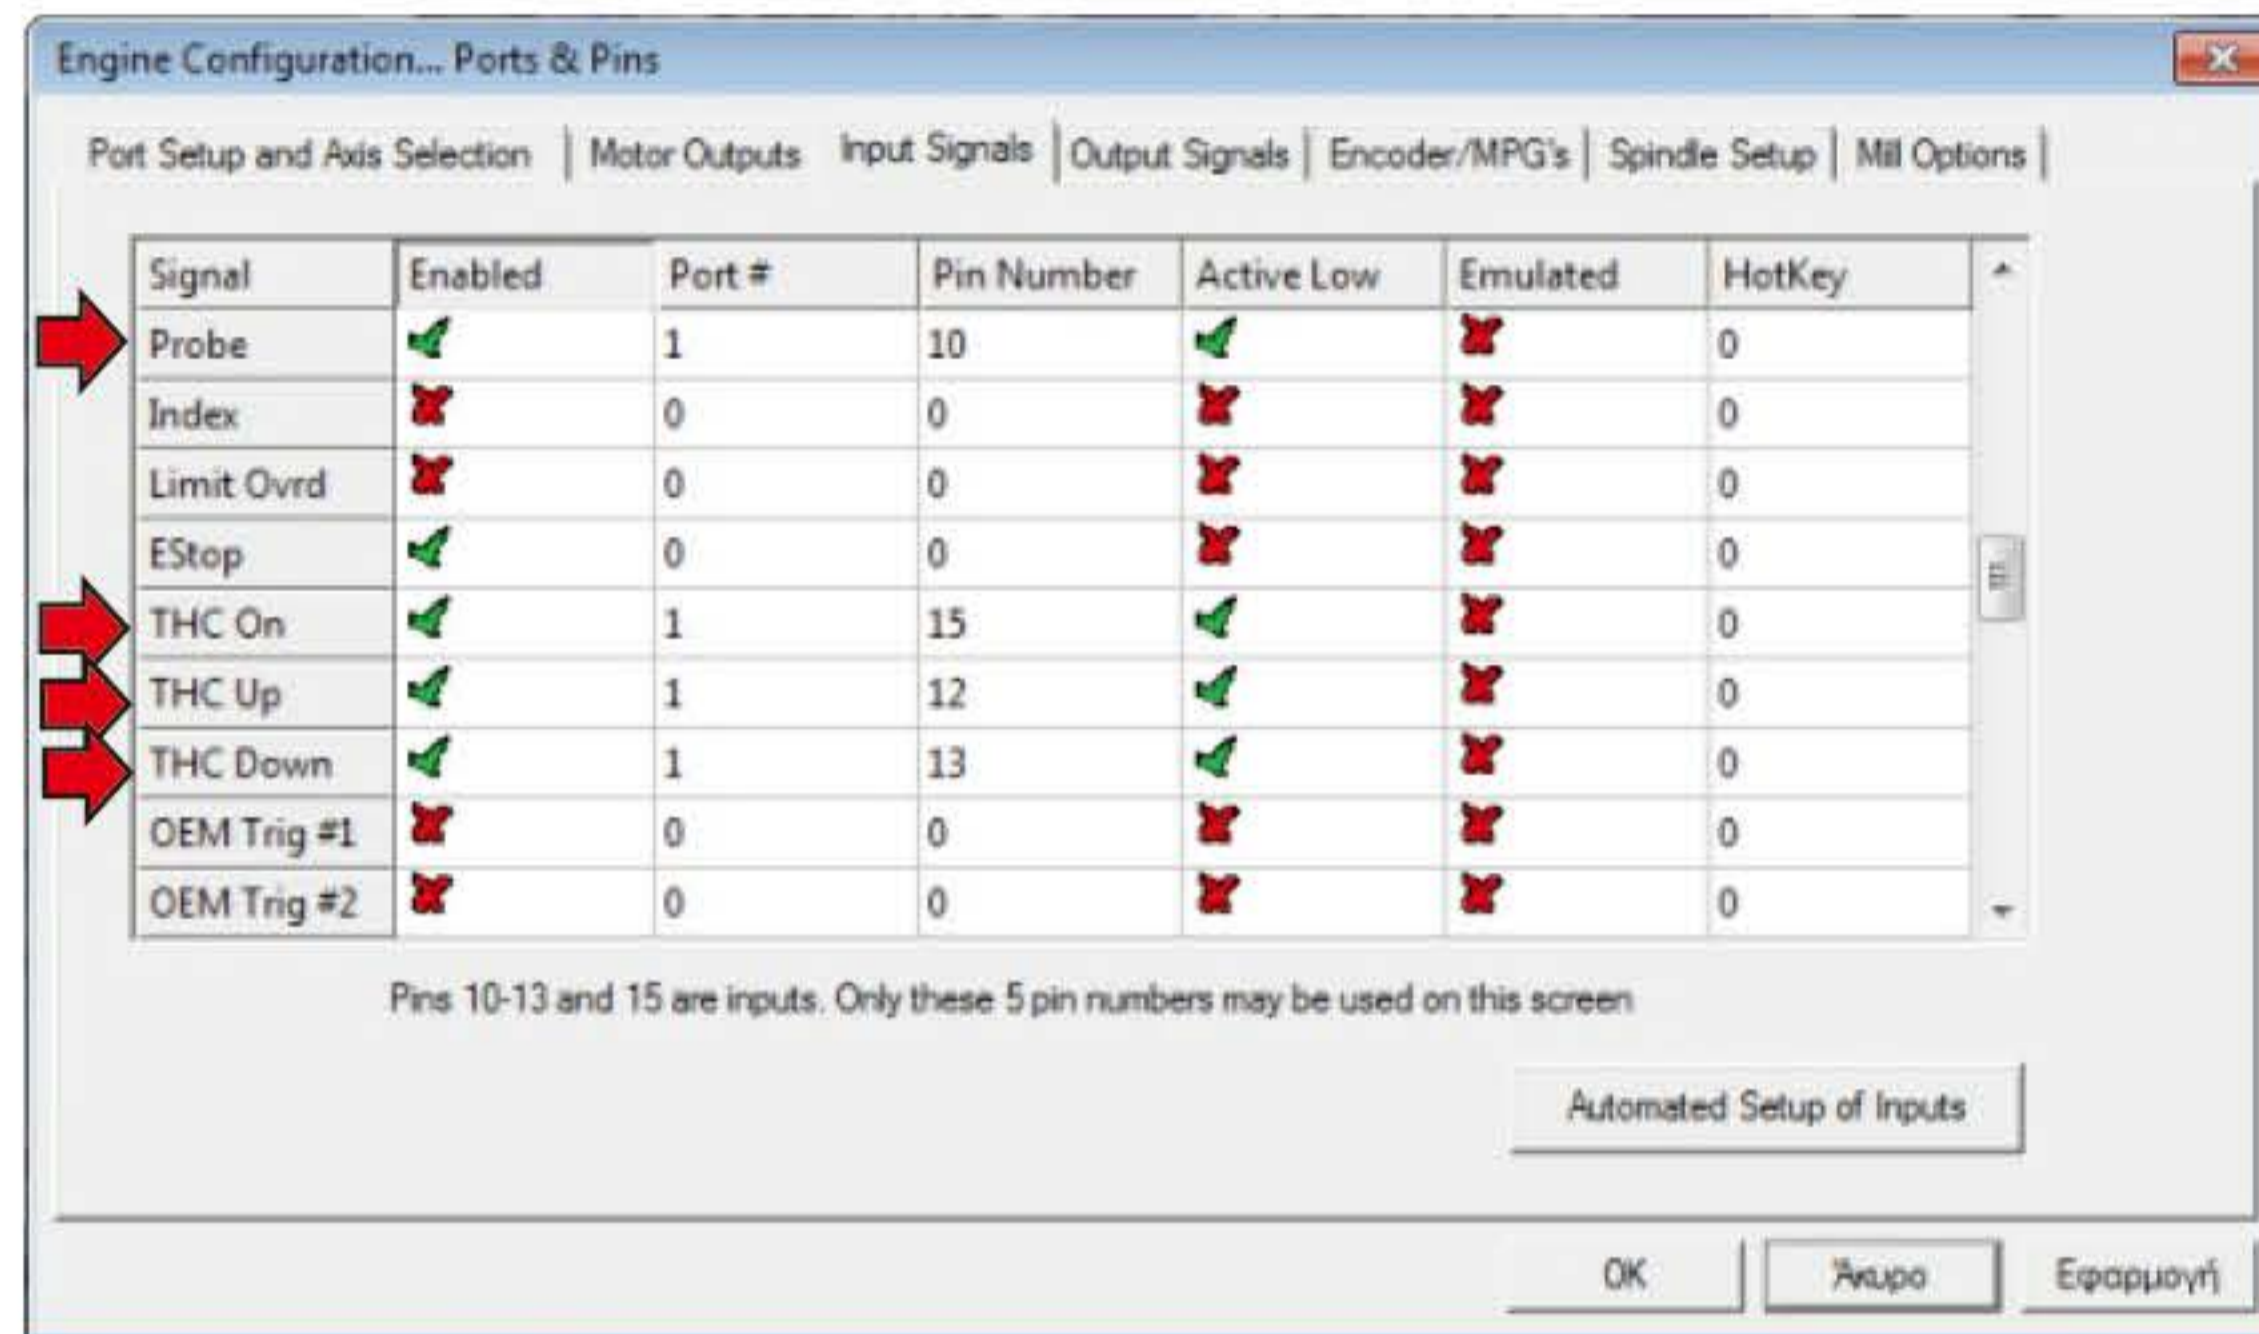 Engine Configuration... Ports & Pins
Port Setup and Axis Selection Motor Outputs Input Signals Output Signals Encoder/MPG's Spindle Setup Mill Options
Signal Enabled Port # Pin Number Active Low Emulated HotKey
Probe 1 10 0
Index 0 0 0
Limit Ovrd 0 0 0
EStop 0 0 0
THC On 1 15 0
THC Up 1 12 0
THC Down 1 13 0
OEM Trig #1 0 0 0
OEM Trig #2 0 0 0
Pins 10-13 and 15 are inputs. Only these 5 pin numbers may be used on this screen
Automated Setup of Inputs
OK Άκυρο Εφαρμογή